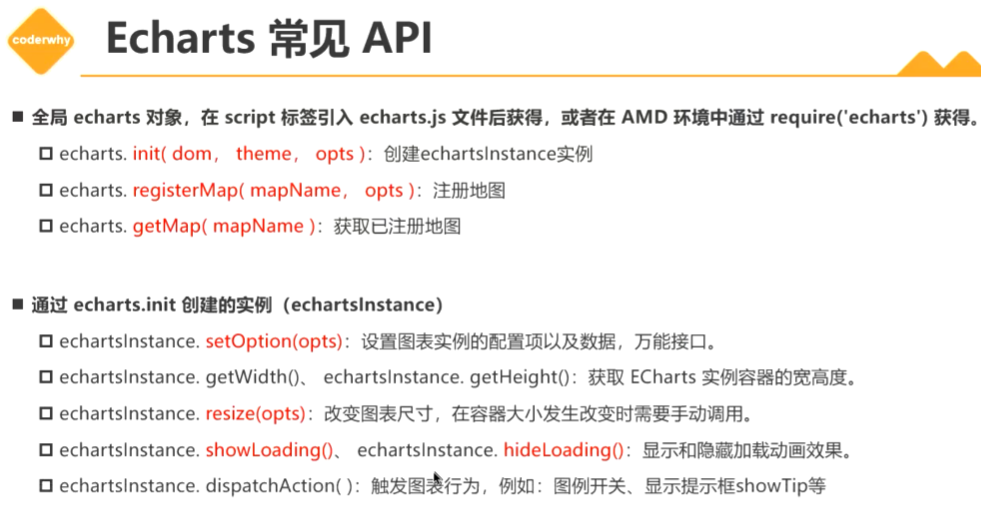 coderwhy
Echarts 常见 API
全局 echarts 对象，在 script 标签引入 echarts.js 文件后获得，或者在 AMD 环境中通过 require('echarts') 获得。
echarts. init( dom， theme， opts )：创建echartsInstance实例
echarts. registerMap( mapName， opts )：注册地图
echarts. getMap( mapName )：获取已注册地图
通过 echarts.init 创建的实例（echartsInstance）
echartsInstance. setOption(opts)：设置图表实例的配置项以及数据，万能接口。
echartsInstance. getWidth()、 echartsInstance. getHeight()：获取 ECharts 实例容器的宽高度。
echartsInstance. resize(opts)：改变图表尺寸，在容器大小发生改变时需要手动调用。
echartsInstance. showLoading()、 echartsInstance. hideLoading()：显示和隐藏加载动画效果。
echartsInstance. dispatchAction( )：触发图表行为，例如：图例开关、显示提示框showTip等